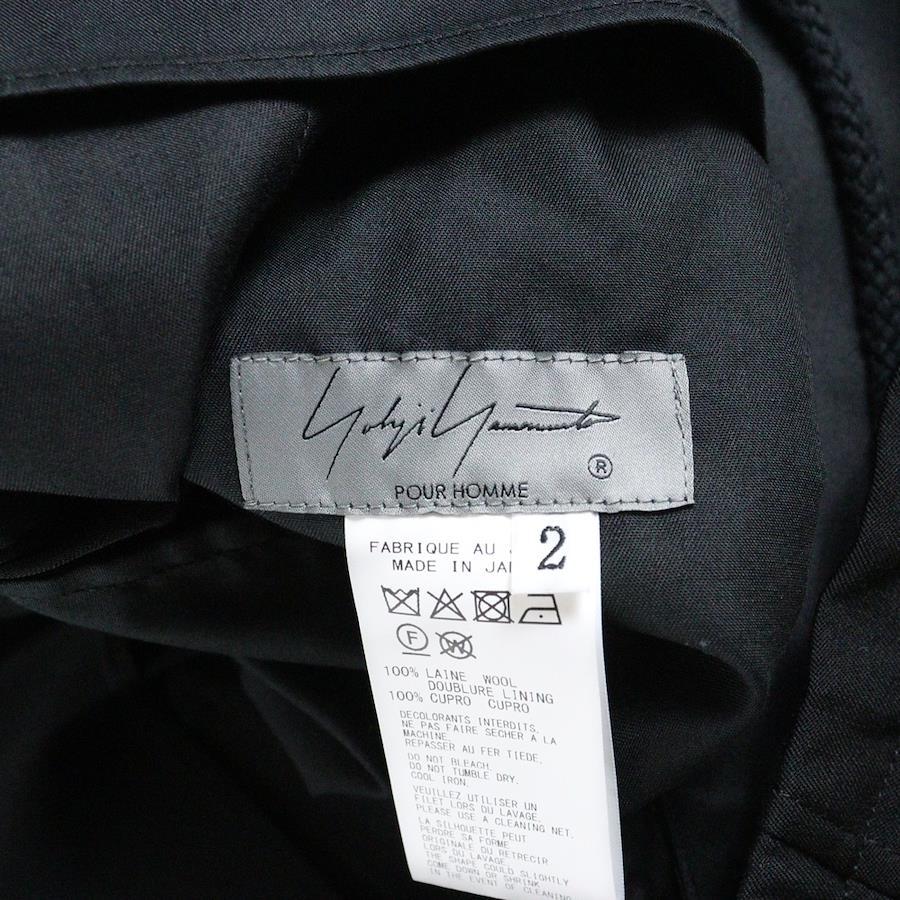 Yohji Yamamoto
®
POUR HOMME
2
FABRIQUE AU
MADE IN JAP
F
W
100% LAINE WOOL
DOUBLURE LINING
100% CUPRO CUPRO
DECOLORANTS INTERDITS.
NE PAS FAIRE SECHER A LA
MACHINE.
REPASSER AU FER TIEDE.
DO NOT BLEACH.
DO NOT TUMBLE DRY.
COOL IRON.
VEUILLEZ UTILISER UN
FILET LORS DU LAVAGE.
PLEASE USE A CLEANING NET.
LA SILHOUETTE PEUT
PERDRE SA FORME
ORIGINALE OU RETRECIR
LORS DU LAVAGE.
THE SHAPE COULD SLIGHTLY
COME DOWN OR SHRINK
IN THE EVENT OF CLEANING